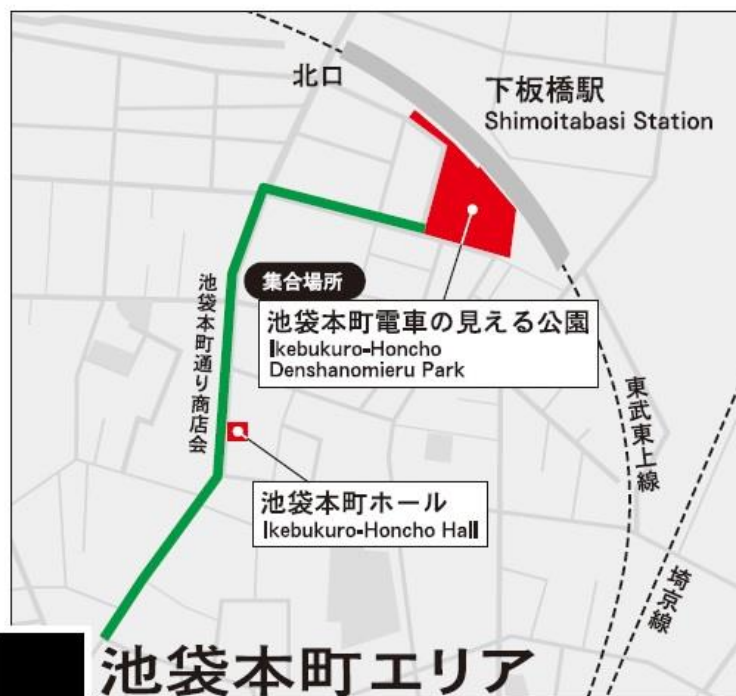 北口
下板橋駅
Shimoitabasi Station
集合場所
池袋本町電車の見える公園
Ikebukuro-Honcho
Denshanomieru Park
池袋本町通り商店会
東武東上線
池袋本町ホール
Ikebukuro-Honcho Hall
埼京線
池袋本町エリア